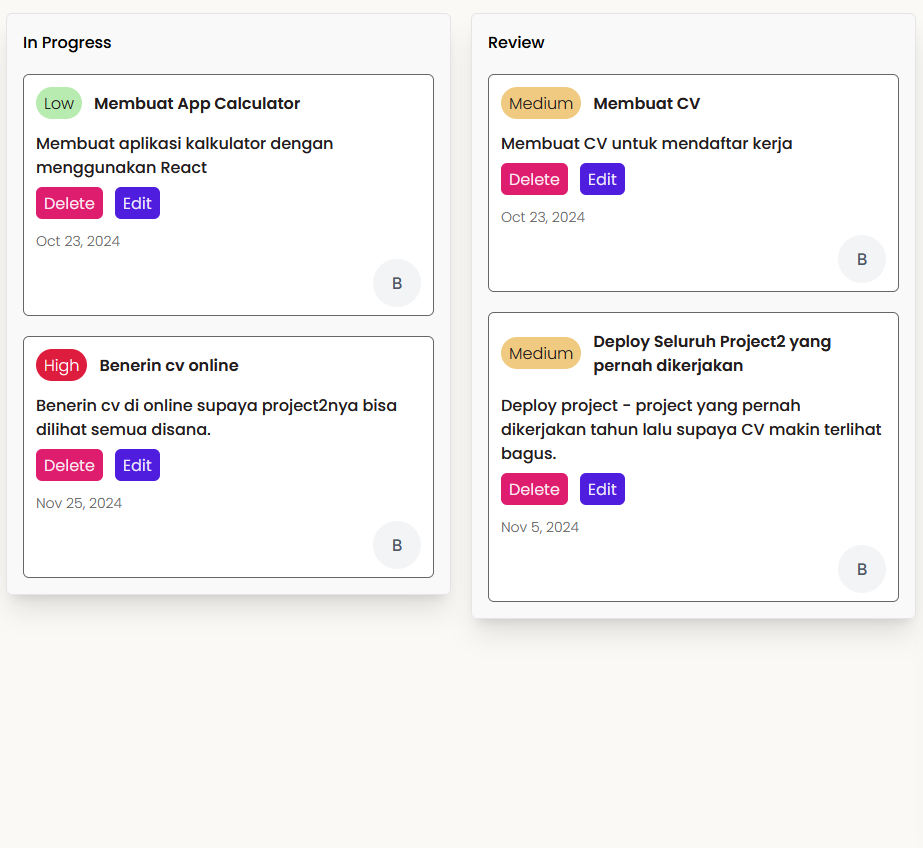 In Progress
Low
Membuat App Calculator
Membuat aplikasi kalkulator dengan
menggunakan React
Delete
Edit
Oct 23, 2024
B
High
Benerin cv online
Benerin cv di online supaya project2nya bisa
dilihat semua disana.
Delete
Edit
Nov 25, 2024
B
Review
Medium
Membuat CV
Membuat CV untuk mendaftar kerja
Delete
Edit
Oct 23, 2024
B
Medium
Deploy Seluruh Project2 yang
pernah dikerjakan
Deploy project - project yang pernah
dikerjakan tahun lalu supaya CV makin terlihat
bagus.
Delete
Edit
Nov 5, 2024
B